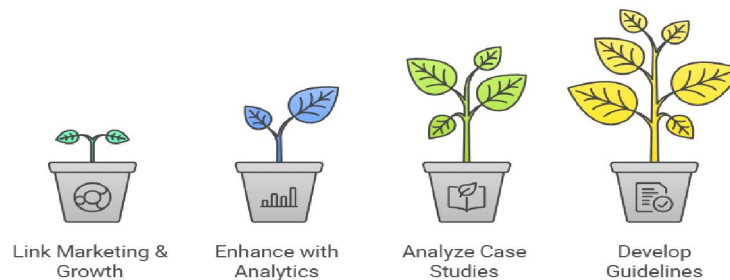 Link Marketing &
Growth
Enhance with
Analytics
Analyze Case
Studies
Develop
Guidelines